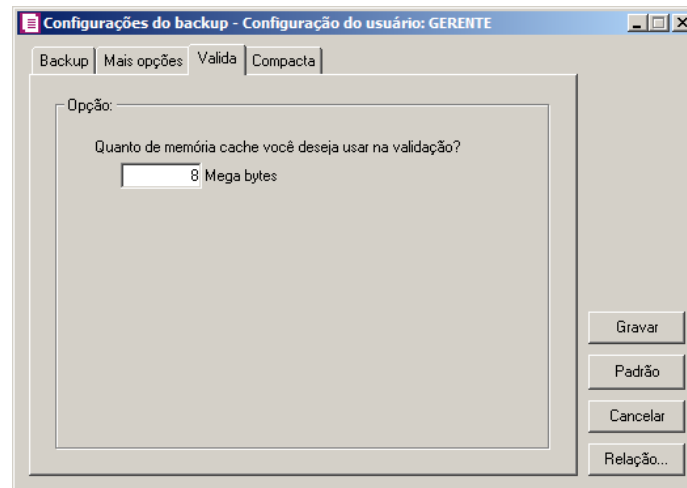 Configurações do backup - Configuração do usuário: GERENTE
Backup Mais opções Valida Compacta
Opção:
Quanto de memória cache você deseja usar na validação?
8 Mega bytes
Gravar
Padrão
Cancelar
Relação...